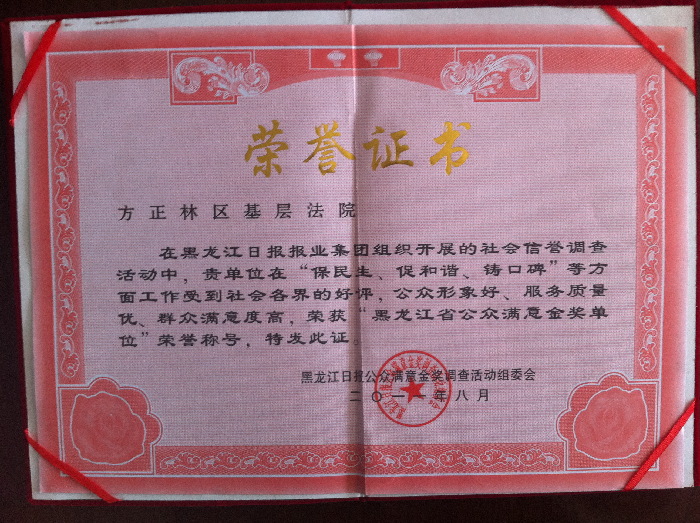 荣誉证书
方正林区基层法院
在黑龙江日报报业集团组织开展的社会信誉调查
活动中，贵单位在“保民生、促和谐、铸口碑”等方
面工作受到社会各界的好评，公众形象好、服务质量
优、群众满意度高，荣获“黑龙江省公众满意金奖单
位”荣誉称号，特发此证。
黑龙江日报公众满意金奖调查活动组委会
二〇一一年八月